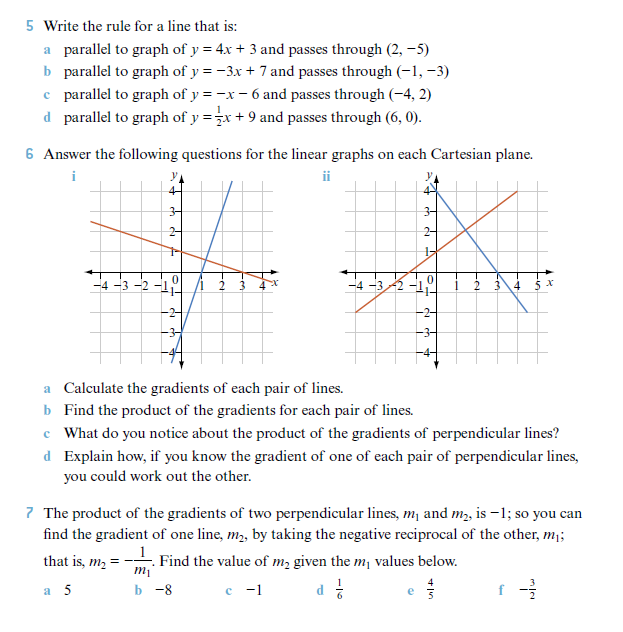 5 Write the rule for a line that is:
a parallel to graph of y = 4x + 3 and passes through (2, −5)
b parallel to graph of y = −3x + 7 and passes through (−1, −3)
c parallel to graph of y = −x − 6 and passes through (−4, 2)
d parallel to graph of y = 1/2x + 9 and passes through (6, 0).
6 Answer the following questions for the linear graphs on each Cartesian plane.
i ii
y y
4 4
3 3
2 2
1 1
−4 −3 −2 −1 0 1 2 3 4 x −4 −3 −2 −1 0 1 2 3 4 5 x
−1 −1
−2 −2
−3 −3
−4 −4
a Calculate the gradients of each pair of lines.
b Find the product of the gradients for each pair of lines.
c What do you notice about the product of the gradients of perpendicular lines?
d Explain how, if you know the gradient of one of each pair of perpendicular lines,
you could work out the other.
7 The product of the gradients of two perpendicular lines, m₁ and m₂, is −1; so you can
find the gradient of one line, m₂, by taking the negative reciprocal of the other, m₁;
that is, m₂ = −1/m₁. Find the value of m₂ given the m₁ values below.
a 5 b −8 c −1 d 1/6 e 4/5 f −3/2